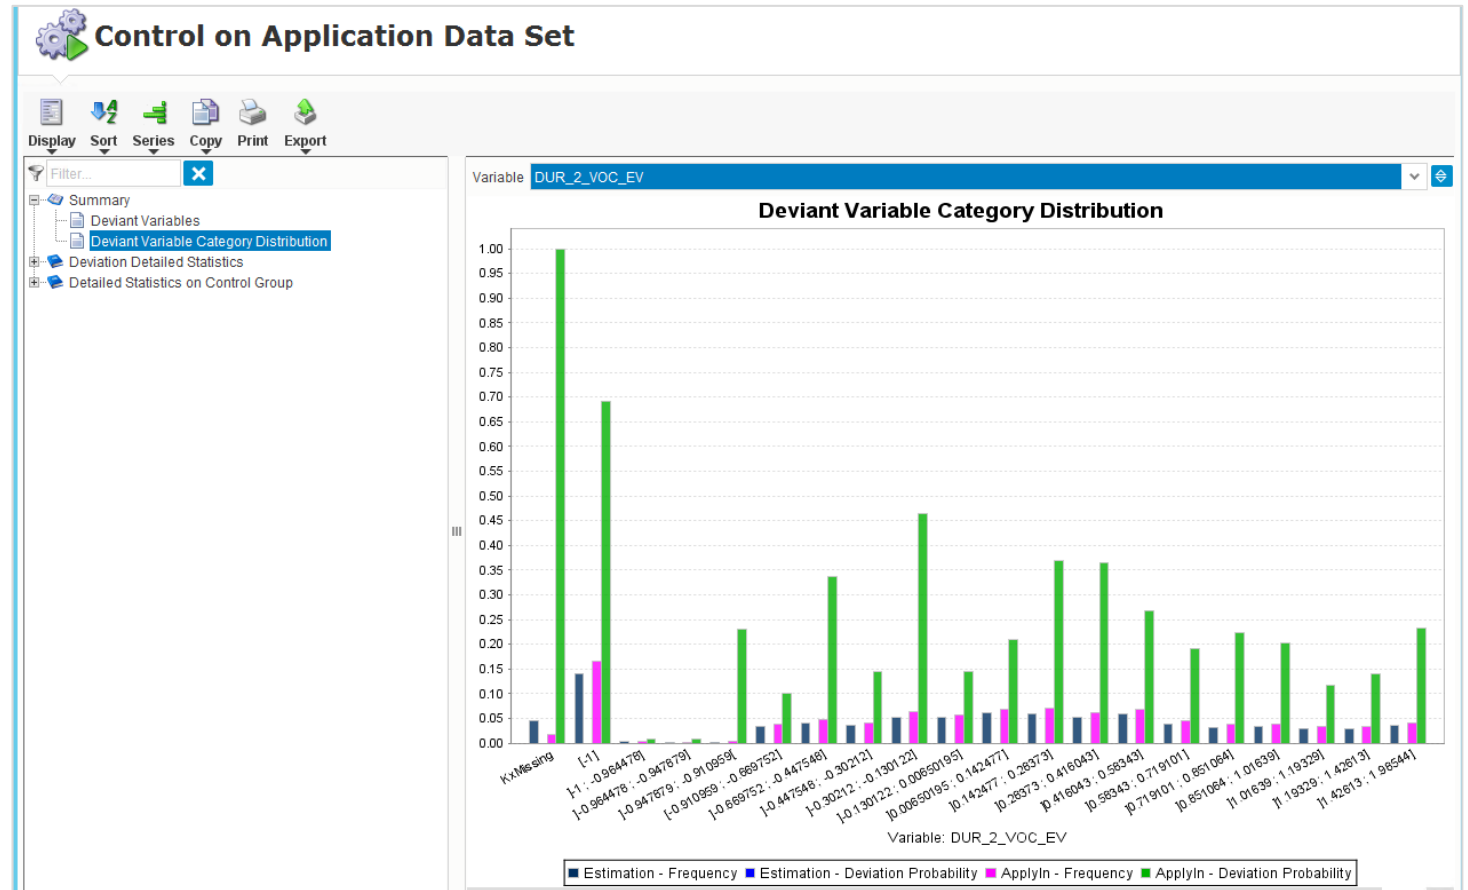 Control on Application Data Set
Display Sort Series Copy Print Export
Filter...
Summary
Deviant Variables
Deviant Variable Category Distribution
Deviation Detailed Statistics
Detailed Statistics on Control Group
Variable DUR_2_VOC_EV
Deviant Variable Category Distribution
1.00
0.95
0.90
0.85
0.80
0.75
0.70
0.65
0.60
0.55
0.50
0.45
0.40
0.35
0.30
0.25
0.20
0.15
0.10
0.05
0.00
KxMissing
[-1]
]-1 ; -0.964478]
]-0.964478 ; -0.947879]
]-0.947879 ; -0.910959[
[-0.910959 ; -0.669752]
]-0.669752 ; -0.447548]
]-0.447548 ; -0.30212]
]-0.30212 ; -0.130122]
]-0.130122 ; 0.00650195]
]0.00650195 ; 0.142477]
]0.142477 ; 0.28373]
]0.28373 ; 0.416043]
]0.416043 ; 0.58343]
]0.58343 ; 0.719101]
]0.719101 ; 0.851064]
]0.851064 ; 1.01639]
]1.01639 ; 1.19329]
]1.19329 ; 1.42613]
]1.42613 ; 1.96544]
Variable: DUR_2_VOC_EV
Estimation - Frequency Estimation - Deviation Probability ApplyIn - Frequency ApplyIn - Deviation Probability